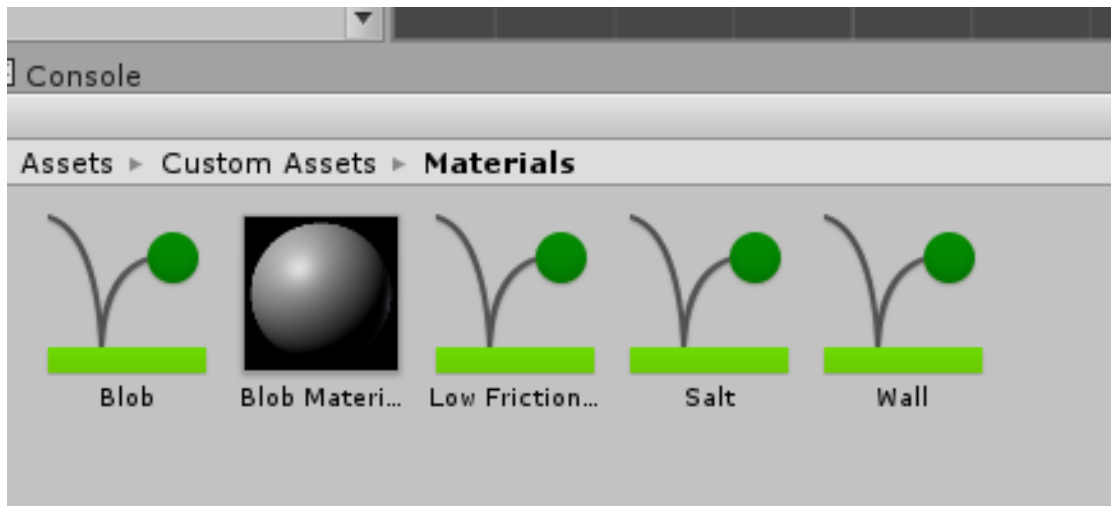 Console
Assets ▸ Custom Assets ▸ Materials
Blob Blob Materi... Low Friction... Salt Wall